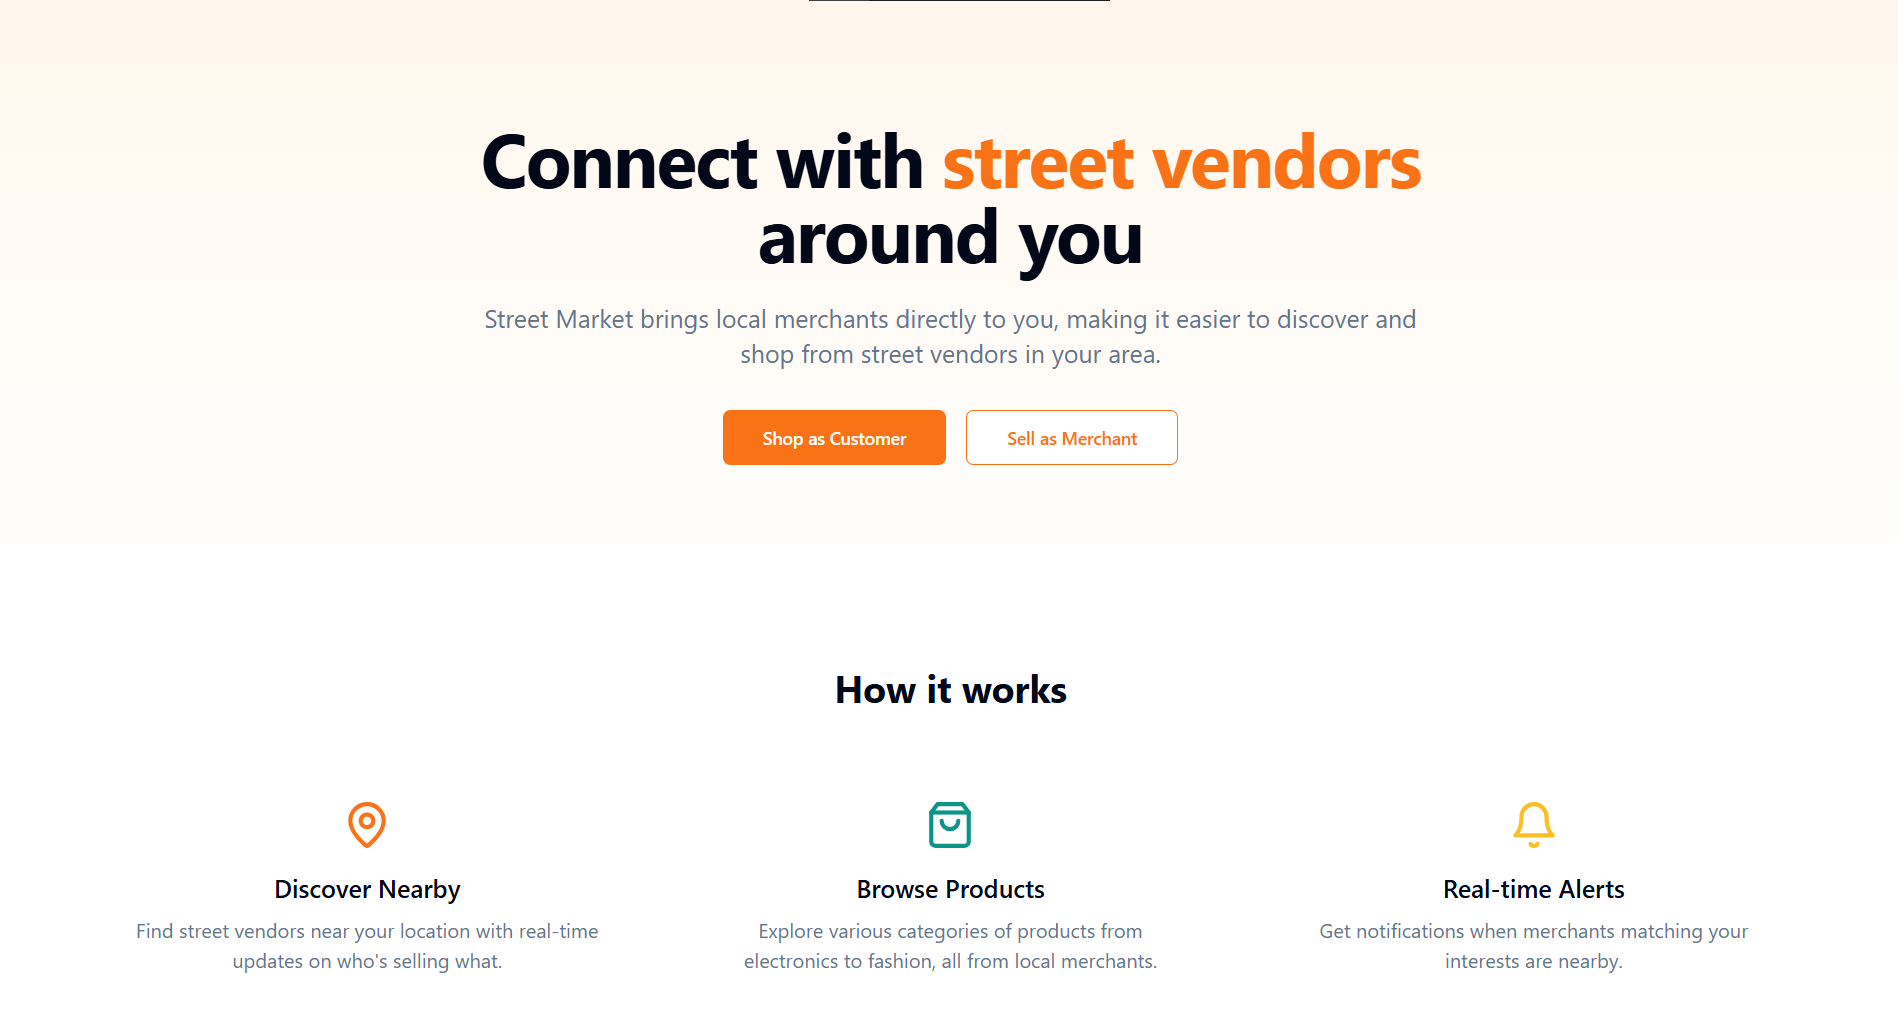 Connect with street vendors
around you
Street Market brings local merchants directly to you, making it easier to discover and
shop from street vendors in your area.
Shop as Customer
Sell as Merchant
How it works
Discover Nearby
Find street vendors near your location with real-time
updates on who's selling what.
Browse Products
Explore various categories of products from
electronics to fashion, all from local merchants.
Real-time Alerts
Get notifications when merchants matching your
interests are nearby.